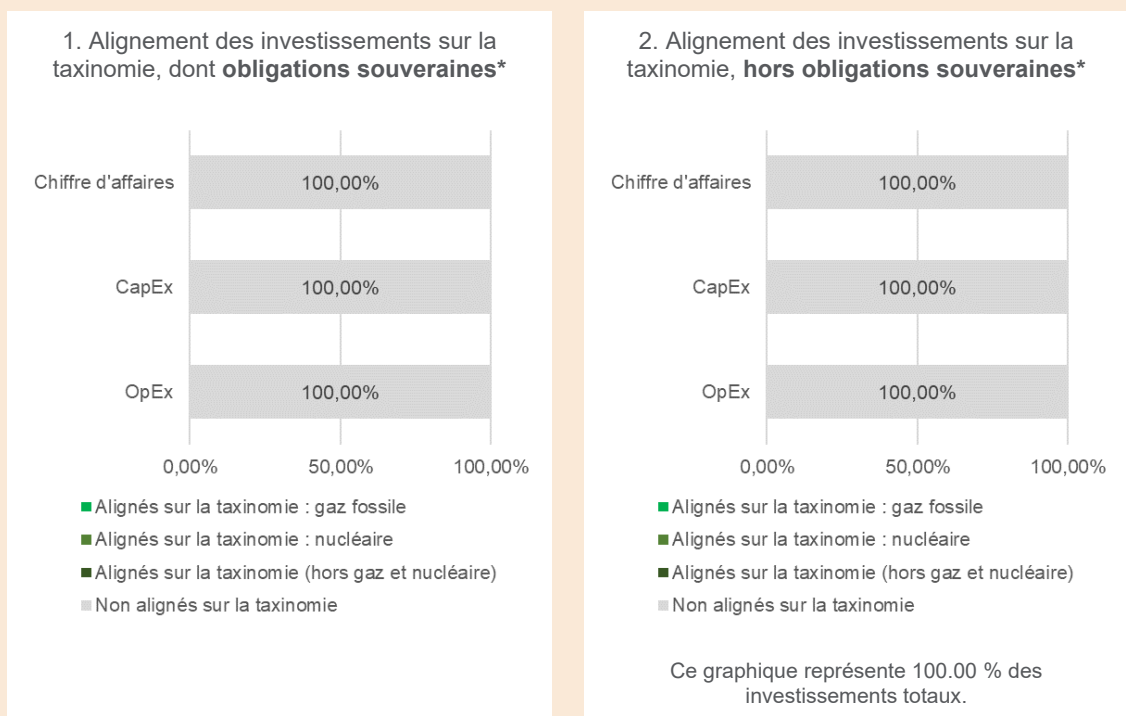 1. Alignement des investissements sur la
taxinomie, dont obligations souveraines*
Chiffre d'affaires
100,00%
CapEx
100,00%
OpEx
100,00%
0,00%
50,00%
100,00%
Alignés sur la taxinomie : gaz fossile
Alignés sur la taxinomie : nucléaire
Alignés sur la taxinomie (hors gaz et nucléaire)
Non alignés sur la taxinomie
2. Alignement des investissements sur la
taxinomie, hors obligations souveraines*
Chiffre d'affaires
100,00%
CapEx
100,00%
OpEx
100,00%
0,00%
50,00%
100,00%
Alignés sur la taxinomie : gaz fossile
Alignés sur la taxinomie : nucléaire
Alignés sur la taxinomie (hors gaz et nucléaire)
Non alignés sur la taxinomie
Ce graphique représente 100.00 % des
investissements totaux.